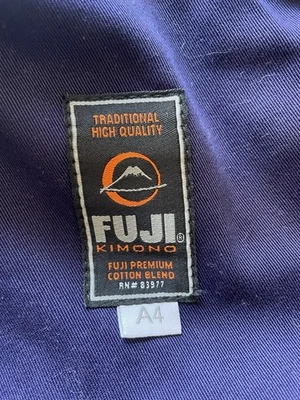 TRADITIONAL
HIGH QUALITY
FUJI®
KIMONO
FUJI PREMIUM
COTTON BLEND
RN# 83977
A4